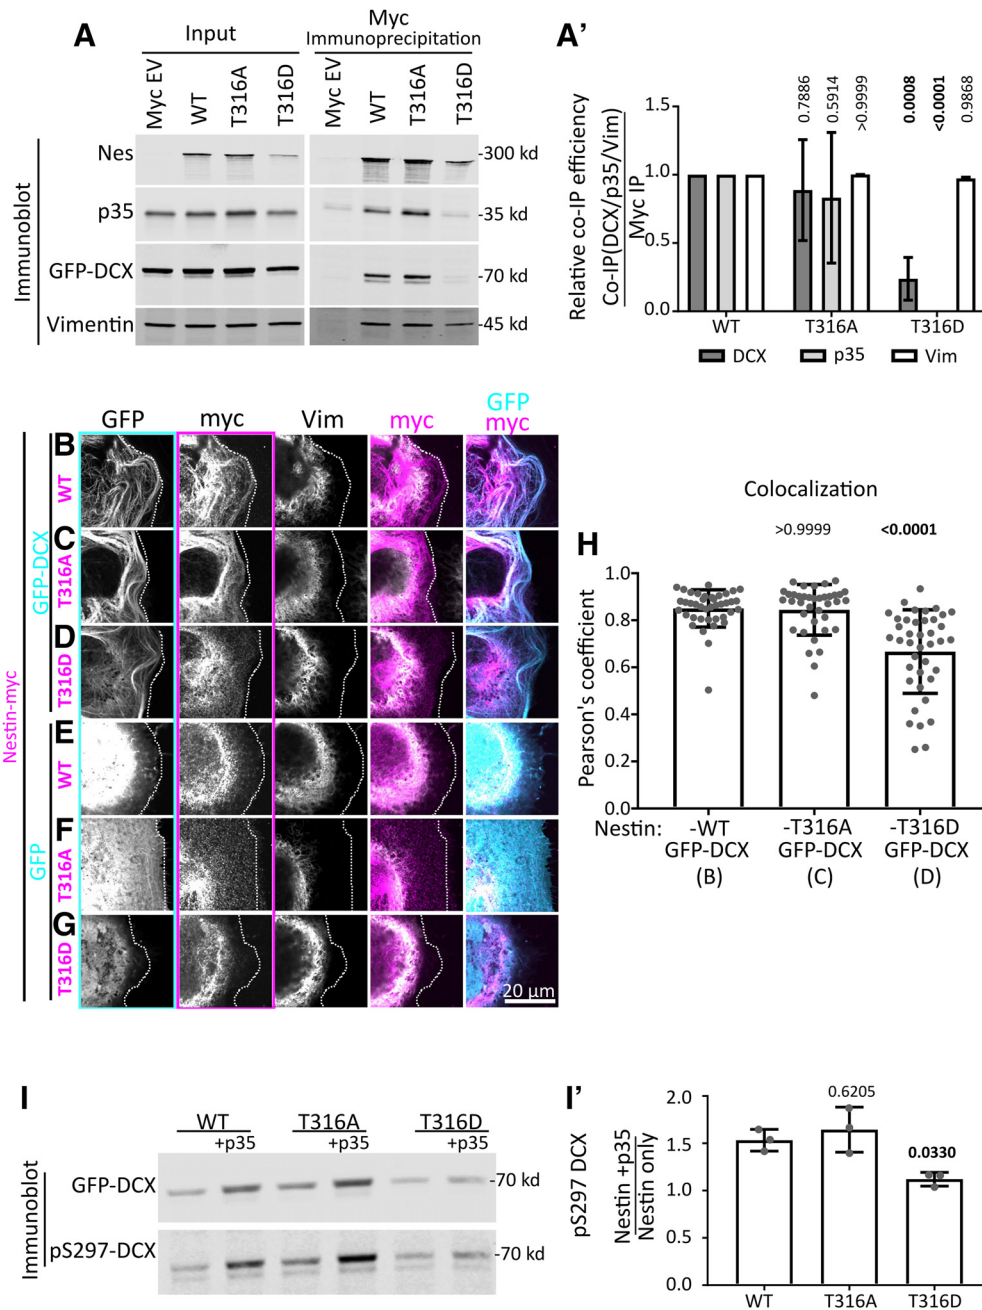 A
Input
Myc
Immunoprecipitation
Myc EV
WT
T316A
T316D
Myc EV
WT
T316A
T316D
Immunoblot
Nes
-300 kd
p35
-35 kd
GFP-DCX
-70 kd
Vimentin
-45 kd
A’
Relative co-IP efficiency
Co-IP(DCX/p35/Vim)
Myc IP
0.7886
0.5914
>0.9999
0.0008
<0.0001
0.9868
1.5
1.0
0.5
0.0
WT
T316A
T316D
DCX
p35
Vim
GFP
myc
Vim
myc
GFP
myc
Nestin-myc
GFP-DCX
GFP
B
WT
C
T316A
D
T316D
E
WT
F
T316A
G
T316D
20 µm
H
Colocalization
>0.9999
<0.0001
Pearson's coefficient
1.0
0.8
0.6
0.4
0.2
0.0
Nestin:
-WT
-T316A
-T316D
GFP-DCX
GFP-DCX
GFP-DCX
(B)
(C)
(D)
I
WT
T316A
T316D
+p35
+p35
+p35
Immunoblot
GFP-DCX
-70 kd
pS297-DCX
-70 kd
I’
pS297 DCX
Nestin +p35
Nestin only
0.6205
0.0330
2.0
1.5
1.0
0.5
0.0
WT
T316A
T316D